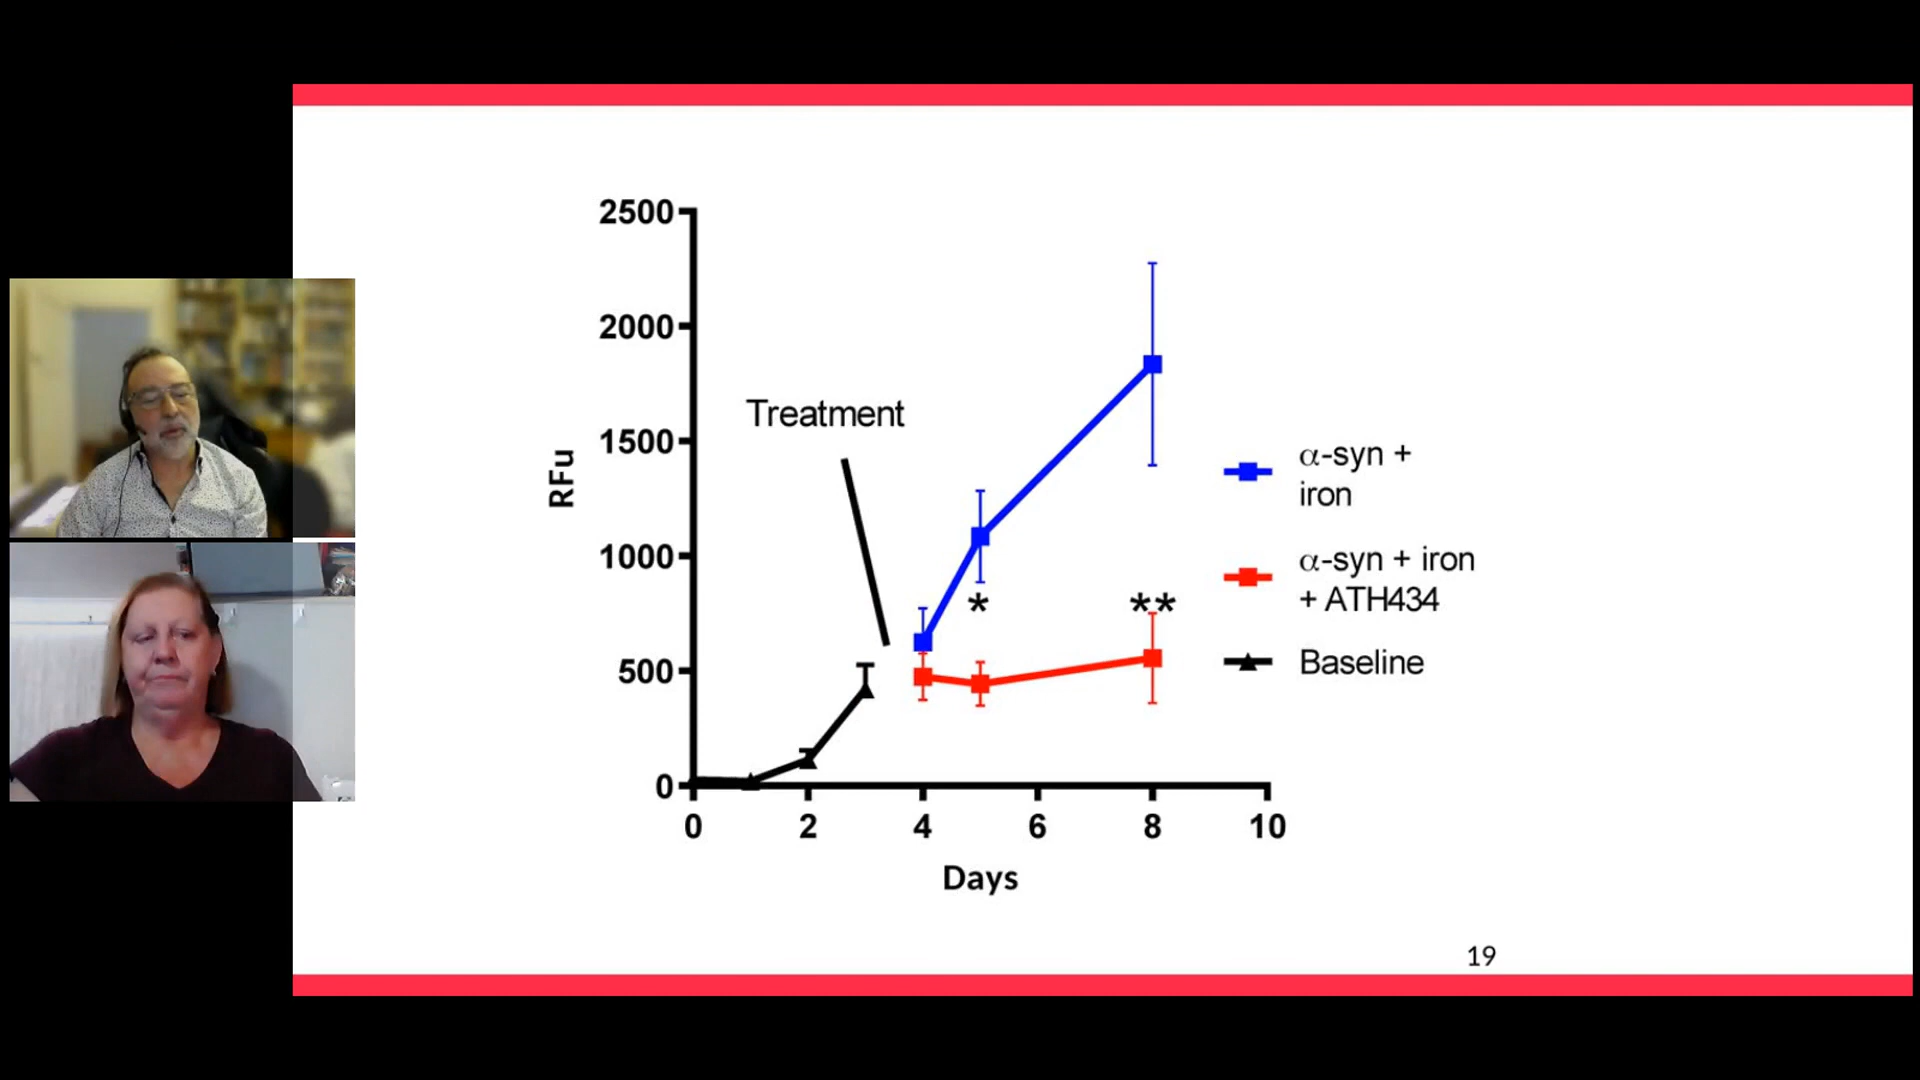 2500
2000
1500
1000
500
0
RFu
Treatment
*
**
0 2 4 6 8 10
Days
α-syn +
iron
α-syn + iron
+ ATH434
Baseline
19